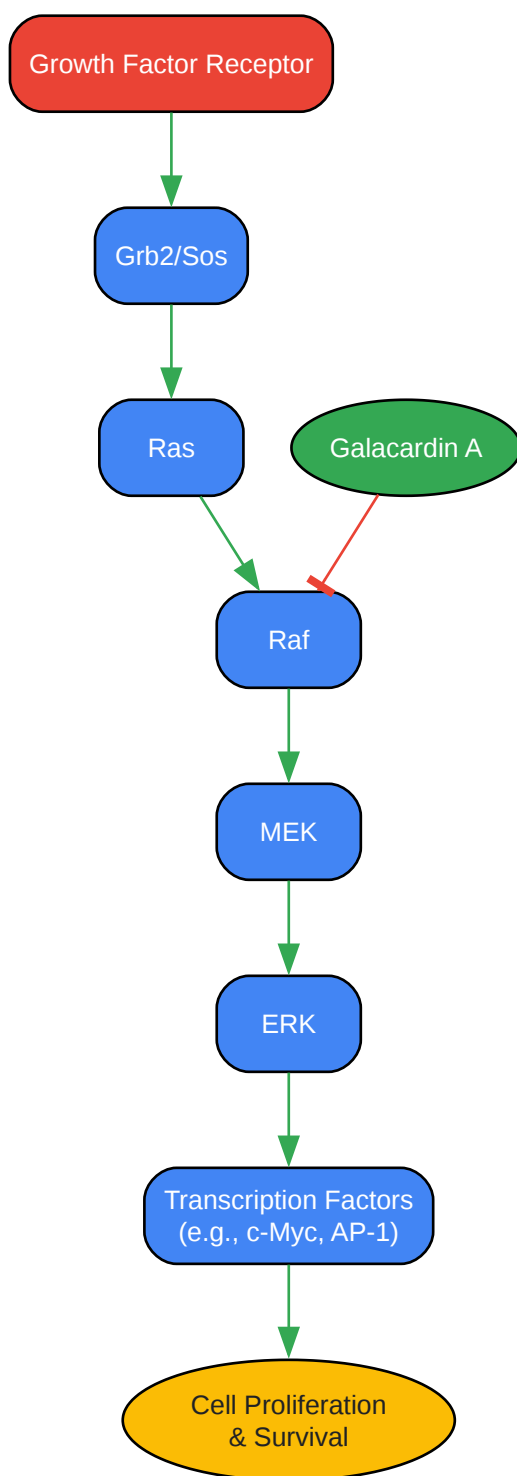 Growth Factor Receptor
Grb2/Sos
Ras
Galacardin A
Raf
MEK
ERK
Transcription Factors
(e.g., c-Myc, AP-1)
Cell Proliferation
& Survival